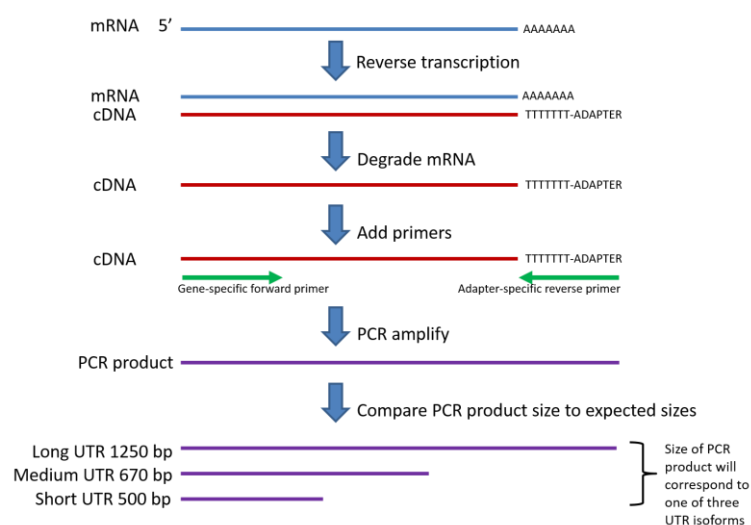 mRNA 5’ AAAAAAA
Reverse transcription
mRNA AAAAAAA
cDNA TTTTTTT-ADAPTER
Degrade mRNA
cDNA TTTTTTT-ADAPTER
Add primers
cDNA TTTTTTT-ADAPTER
Gene-specific forward primer Adapter-specific reverse primer
PCR amplify
PCR product
Compare PCR product size to expected sizes
Long UTR 1250 bp
Medium UTR 670 bp
Short UTR 500 bp
Size of PCR
product will
correspond to
one of three
UTR isoforms